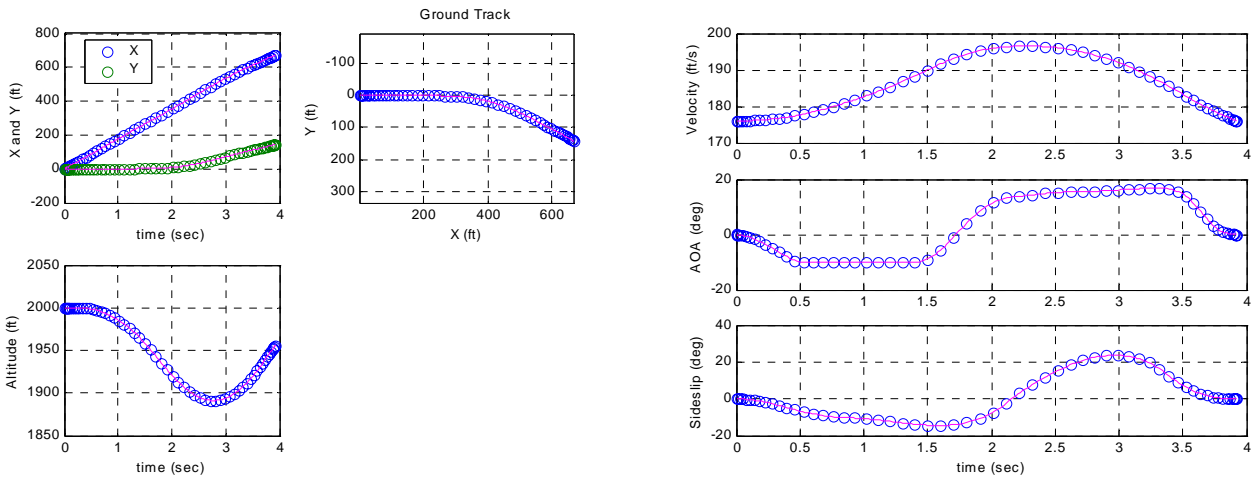 Ground Track
800
600
400
200
0
-200
X and Y (ft)
X
Y
0 1 2 3 4
time (sec)
-100
0
100
200
300
Y (ft)
200 400 600
X (ft)
2050
2000
1950
1900
1850
Altitude (ft)
0 1 2 3 4
time (sec)
200
190
180
170
Velocity (ft/s)
0 0.5 1 1.5 2 2.5 3 3.5 4
20
0
-20
AOA (deg)
0 0.5 1 1.5 2 2.5 3 3.5 4
40
20
0
-20
Sideslip (deg)
0 0.5 1 1.5 2 2.5 3 3.5 4
time (sec)